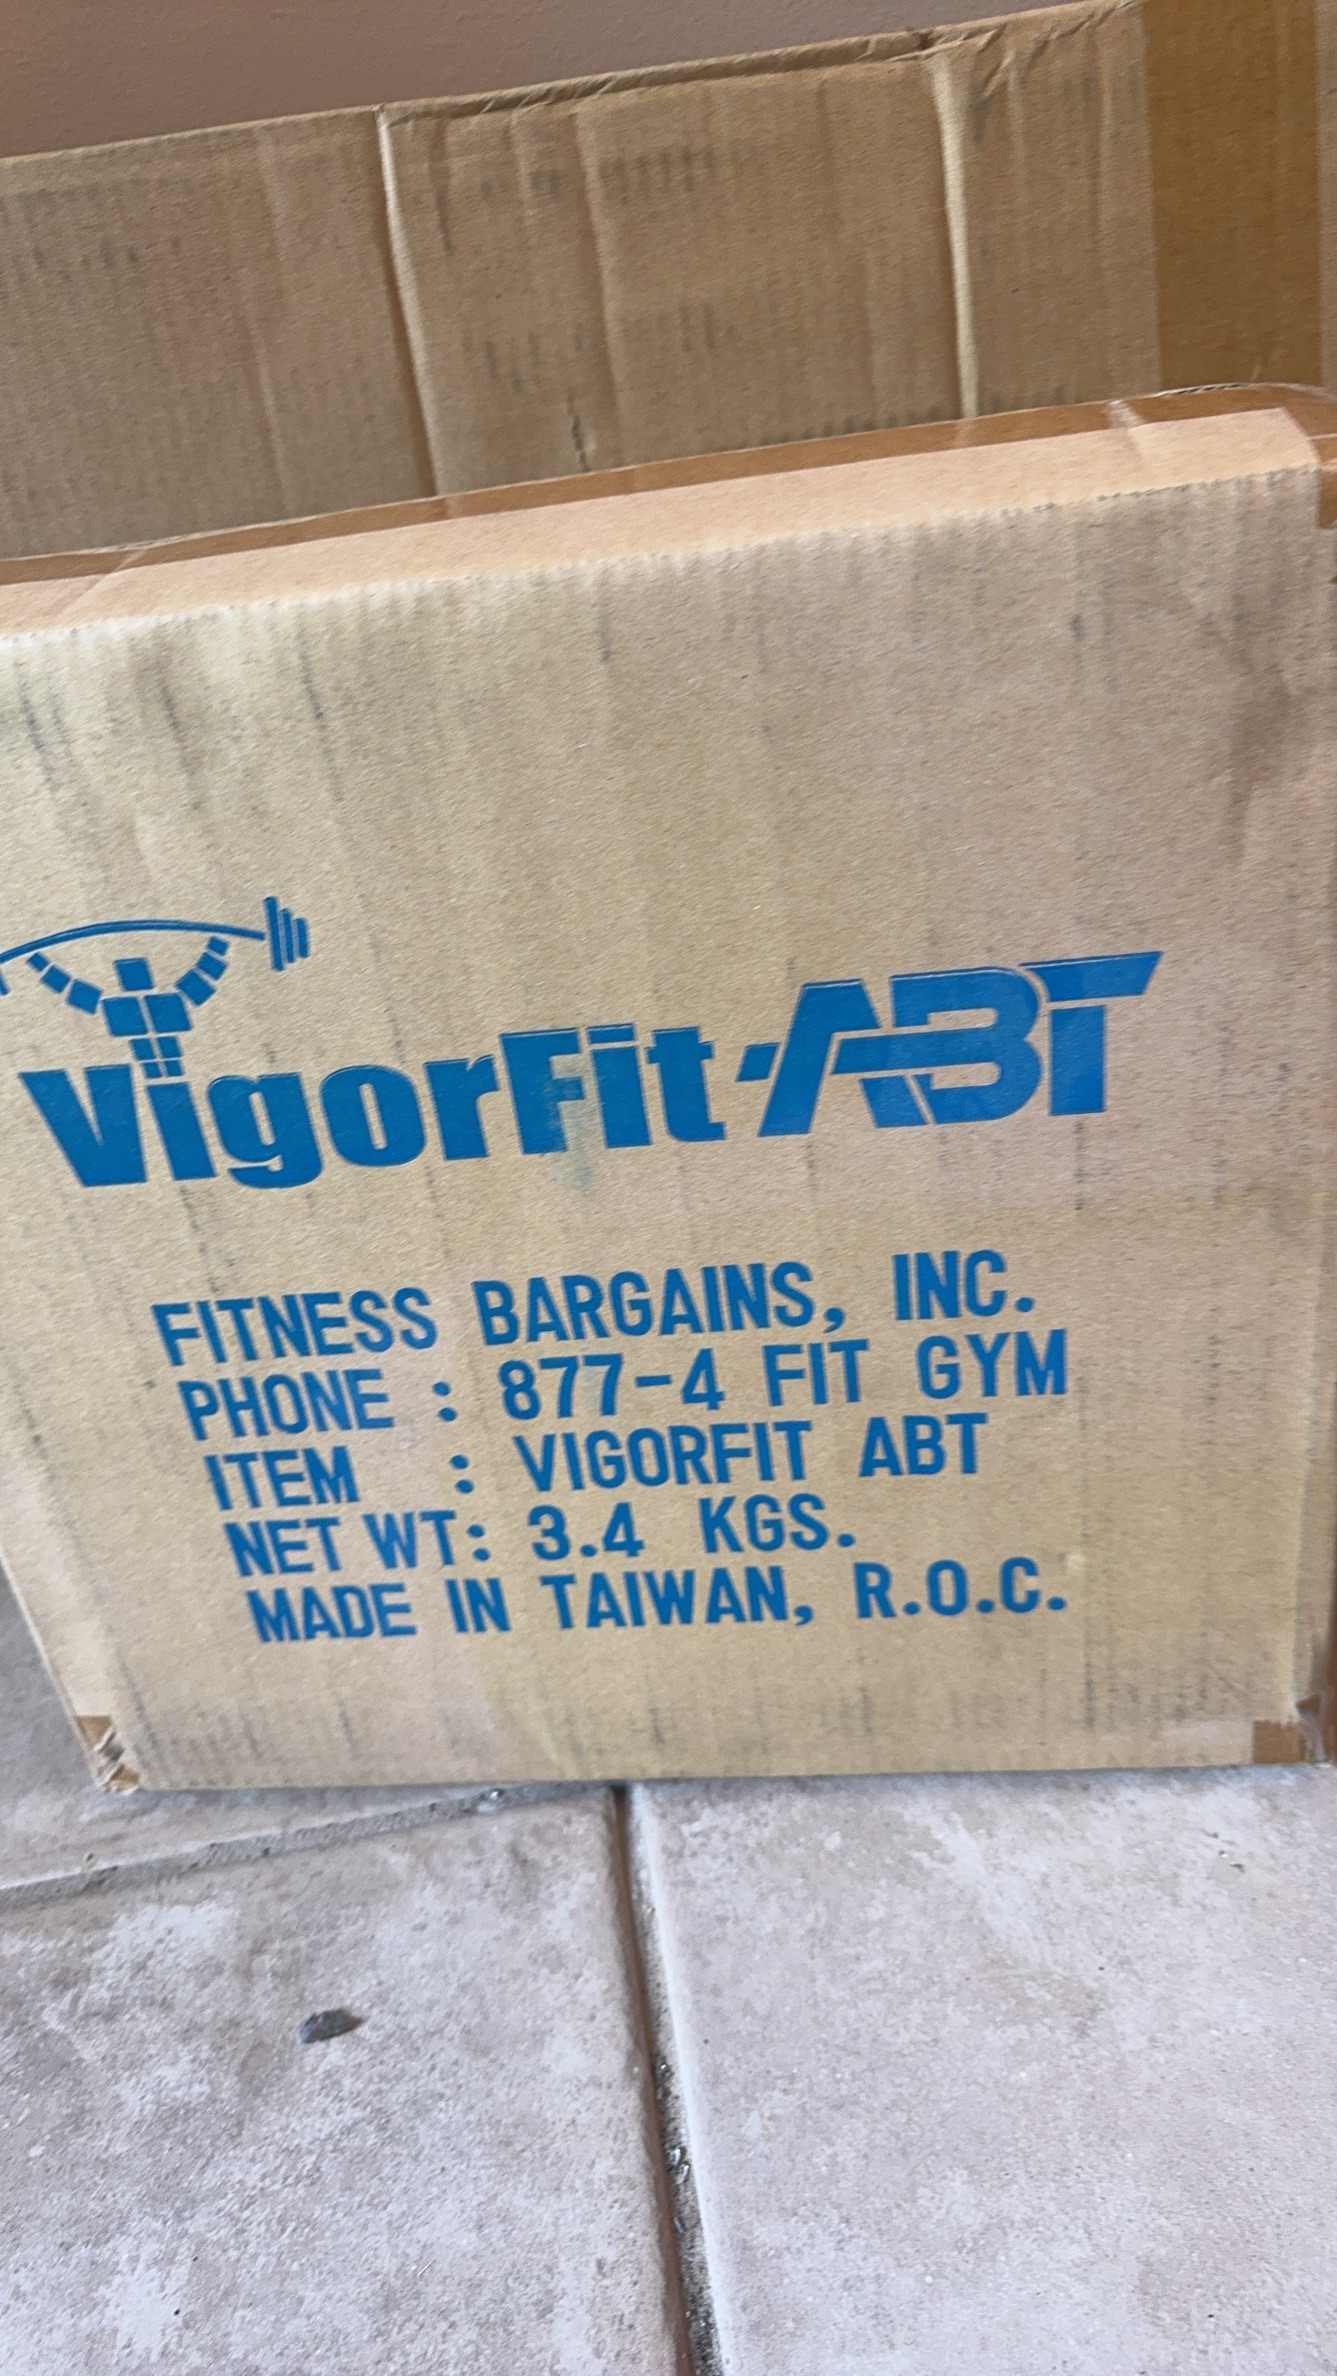 VigorFit-ABT
FITNESS BARGAINS, INC.
PHONE : 877-4 FIT GYM
ITEM : VIGORFIT ABT
NET WT: 3.4 KGS.
MADE IN TAIWAN, R.O.C.